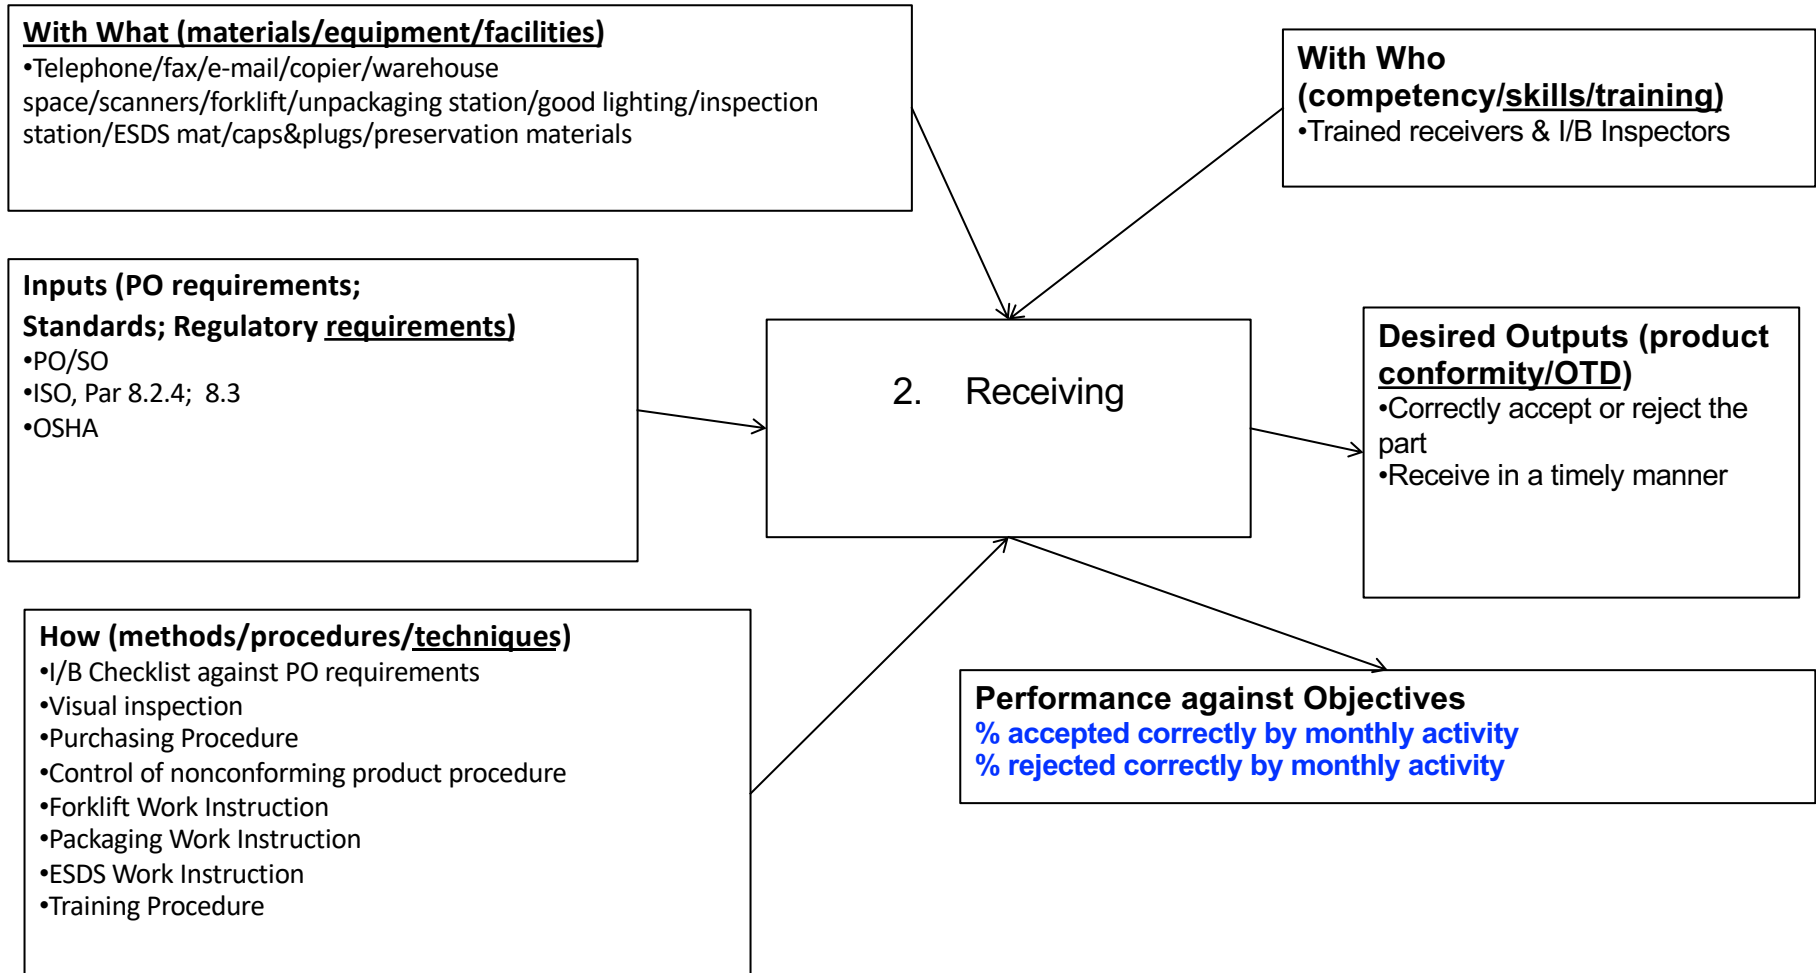 With What (materials/equipment/facilities)
•Telephone/fax/e-mail/copier/warehouse
space/scanners/forklift/unpackaging station/good lighting/inspection
station/ESDS mat/caps&plugs/preservation materials
With Who
(competency/skills/training)
•Trained receivers & I/B Inspectors
Inputs (PO requirements;
Standards; Regulatory requirements)
•PO/SO
•ISO, Par 8.2.4;  8.3
•OSHA
2. Receiving
Desired Outputs (product
conformity/OTD)
•Correctly accept or reject the
part
•Receive in a timely manner
How (methods/procedures/techniques)
•I/B Checklist against PO requirements
•Visual inspection
•Purchasing Procedure
•Control of nonconforming product procedure
•Forklift Work Instruction
•Packaging Work Instruction
•ESDS Work Instruction
•Training Procedure
Performance against Objectives
% accepted correctly by monthly activity
% rejected correctly by monthly activity